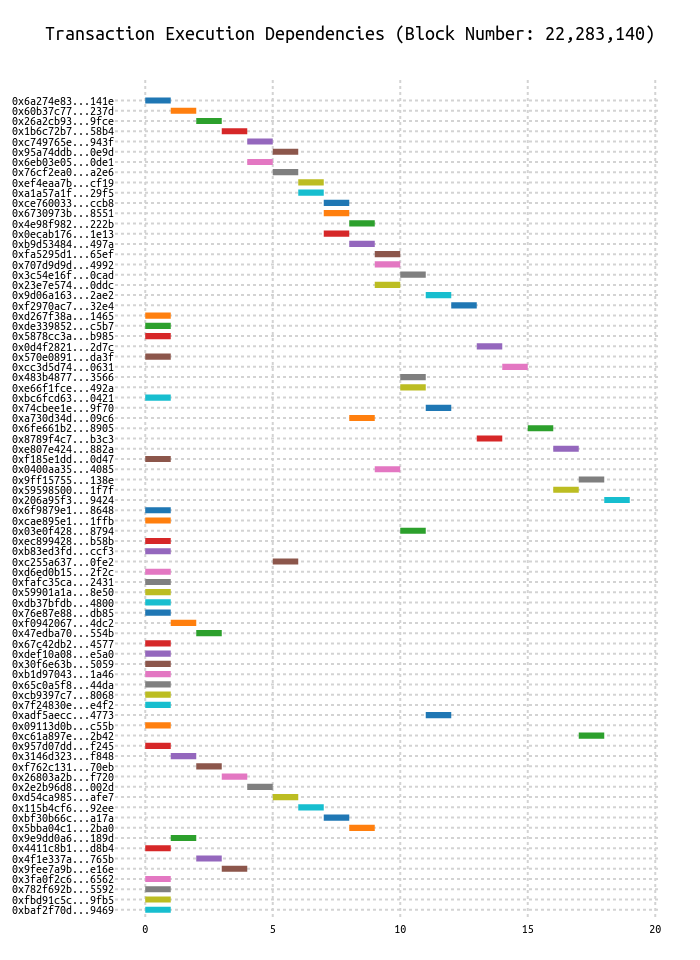 Transaction Execution Dependencies (Block Number: 22,283,140)
0x6a274e83...141e
0x60b37c77...237d
0x26a2cb93...9fce
0x1b6c72b7...58b4
0xc749765e...943f
0x95a74ddb...0e9d
0x6eb03e05...0de1
0x76cf2ea0...a2e6
0xef4eaa7b...cf19
0xa1a57a1f...29f5
0xce760033...ccb8
0x6730973b...8551
0x4e98f982...222b
0x0ecab176...1e13
0xb9d53484...497a
0xfa5295d1...65ef
0x707d9d9d...4992
0x3c54e16f...0cad
0x23e7e574...0ddc
0x9d06a163...2ae2
0xf2970ac7...32e4
0xd267f38a...1465
0xde339852...c5b7
0x5878cc3a...b985
0x0d4f2821...2d7c
0x570e0891...da3f
0xcc3d5d74...0631
0x483b4877...3566
0xe66f1fce...492a
0xbc6fcd63...0421
0x74cbee1e...9f70
0xa730d34d...09c6
0x6fe661b2...8905
0x8789f4c7...b3c3
0xe807e424...882a
0xf185e1dd...0d47
0x0400aa35...4085
0x9ff15755...138e
0x59598500...1f7f
0x206a95f3...9424
0x6f9879e1...8648
0xcae895e1...1ffb
0x03e0f428...8794
0xec899428...b58b
0xb83ed3fd...ccf3
0xc255a637...0fe2
0xd6ed0b15...2f2c
0xfafc35ca...2431
0x59901a1a...8e50
0xdb37bfdb...4800
0x76e87e88...db85
0xf0942067...4dc2
0x47edba70...554b
0x67c42db2...4577
0xdef10a08...e5a0
0x30f6e63b...5059
0xb1d97043...1a46
0x65c0a5f8...44da
0xcb9397c7...8068
0x7f24830e...e4f2
0xadf5aecc...4773
0x09113d0b...c55b
0xc61a897e...2b42
0x957d07dd...f245
0x3146d323...f848
0xf762c131...70eb
0x26803a2b...f720
0x2e2b96d8...002d
0xd54ca985...afe7
0x115b4cf6...92ee
0xbf30b66c...a17a
0x5bba04c1...2ba0
0x9e9dd0a6...189d
0x4411c8b1...d8b4
0x4f1e337a...765b
0x9fee7a9b...e16e
0x3fa0f2c6...6562
0x782f692b...5592
0xfbd91c5c...9fb5
0xbaf2f70d...9469
0 5 10 15 20